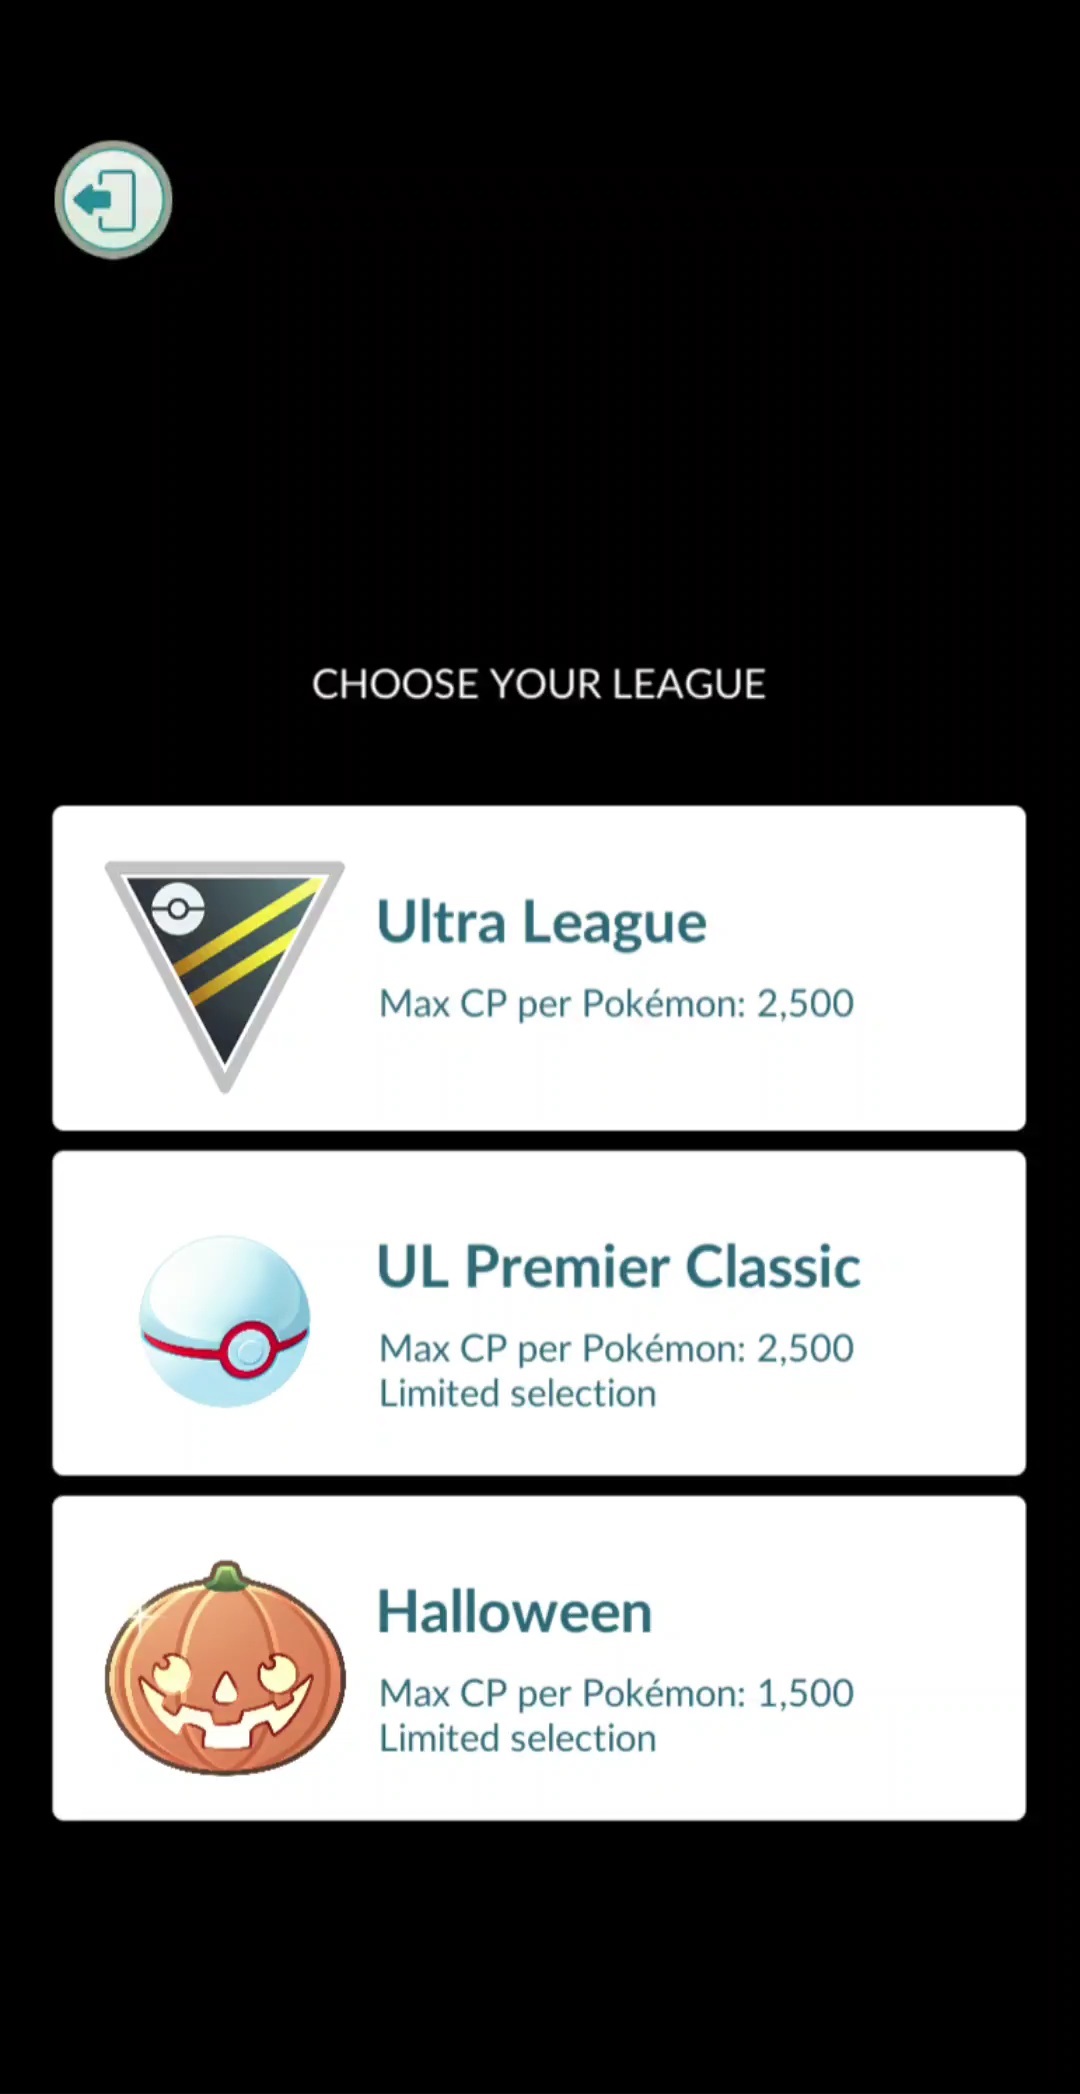 CHOOSE YOUR LEAGUE
Ultra League
Max CP per Pokémon: 2,500
UL Premier Classic
Max CP per Pokémon: 2,500
Limited selection
Halloween
Max CP per Pokémon: 1,500
Limited selection